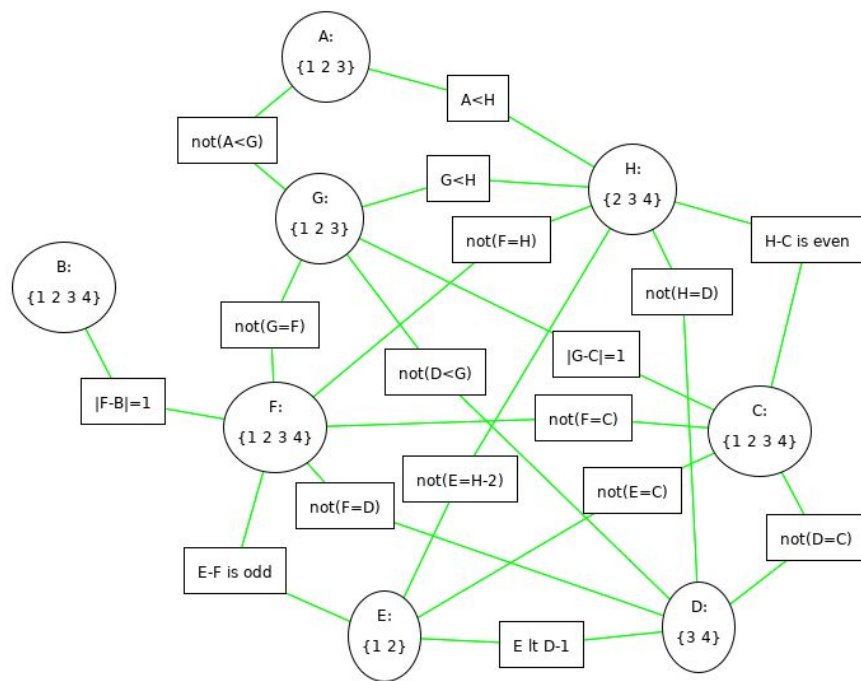 A:
{1 2 3}
A<H
not(A<G)
H:
{2 3 4}
G<H
G:
{1 2 3}
not(F=H)
H-C is even
B:
{1 2 3 4}
not(H=D)
not(G=F)
|G-C|=1
not(D<G)
|F-B|=1
F:
{1 2 3 4}
not(F=C)
C:
{1 2 3 4}
not(E=H-2)
not(E=C)
not(F=D)
not(D=C)
E-F is odd
E:
{1 2}
E lt D-1
D:
{3 4}